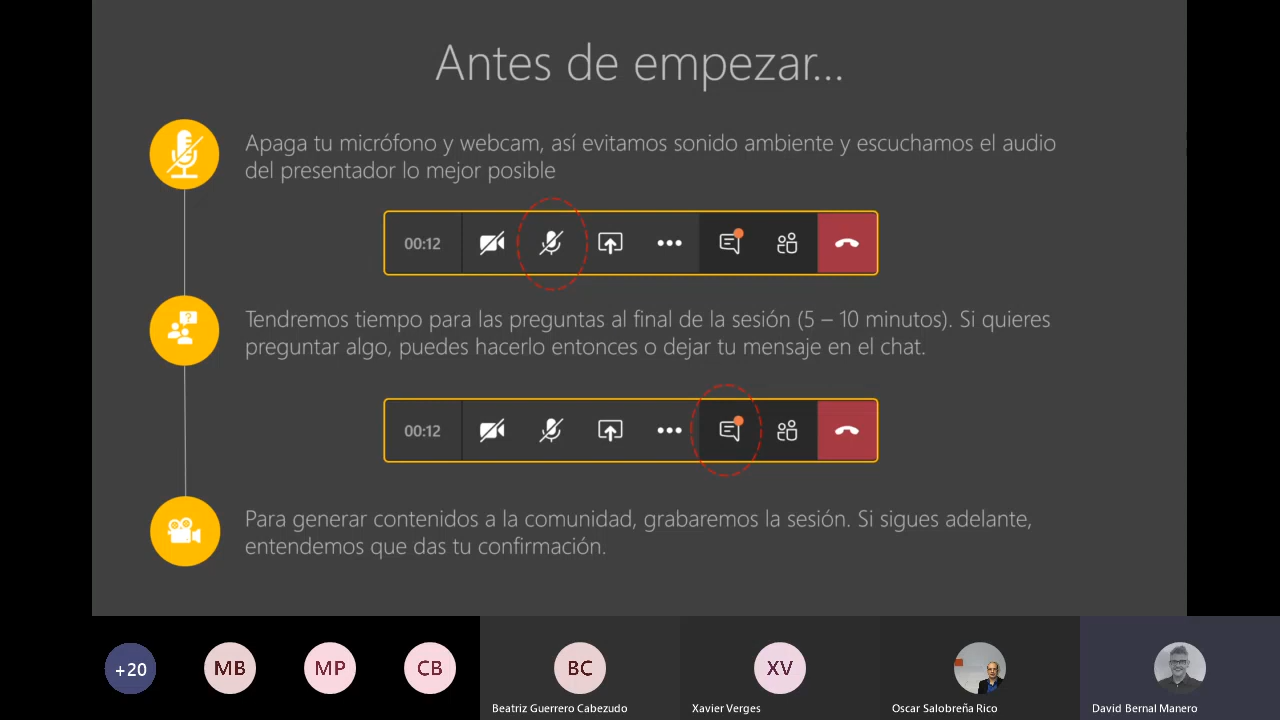 Antes de empezar...
Apaga tu micrófono y webcam, así evitamos sonido ambiente y escuchamos el audio
del presentador lo mejor posible
00:12
Tendremos tiempo para las preguntas al final de la sesión (5 – 10 minutos). Si quieres
preguntar algo, puedes hacerlo entonces o dejar tu mensaje en el chat.
00:12
Para generar contenidos a la comunidad, grabaremos la sesión. Si sigues adelante,
entendemos que das tu confirmación.
+20
MB
MP
CB
BC
XV
Beatriz Guerrero Cabezudo
Xavier Verges
Oscar Salobreña Rico
David Bernal Manero